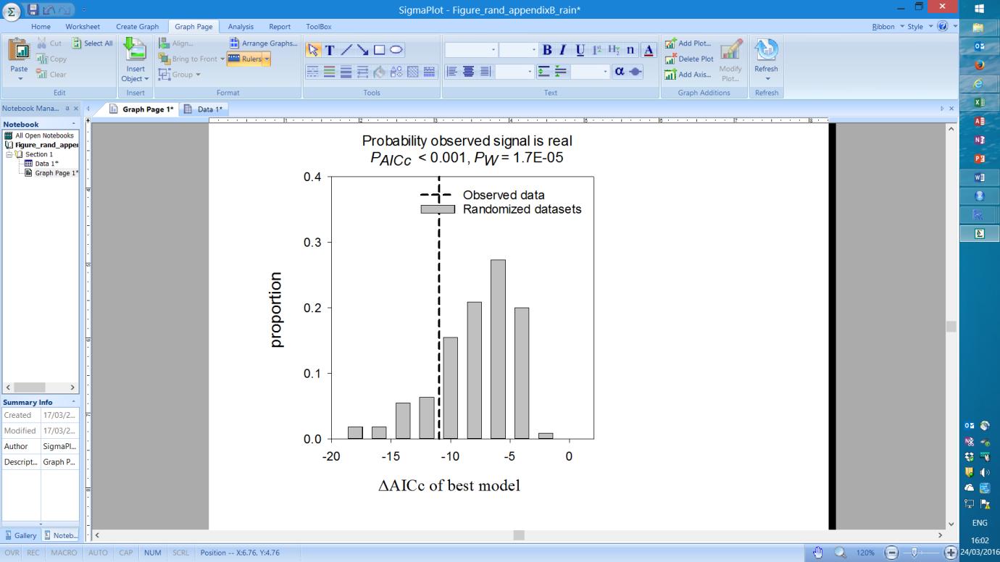 SigmaPlot - Figure_rand_appendixB_rain*
Home Worksheet Create Graph Graph Page Analysis Report ToolBox Ribbon Style
Paste
Cut
Copy
Clear
Select All
Edit
Insert
Object
Insert
Align...
Bring to Front
Group
Arrange Graphs...
Rulers
Format
T
Tools
B I U n A
α
Text
Add Plot...
Delete Plot
Add Axis...
Modify
Plot...
Graph Additions
Refresh
Refresh
Notebook Mana...
Graph Page 1* Data 1*
Notebook
All Open Notebooks
Figure_rand_apper
Section 1
Data 1*
Graph Page 1*
Summary Info
Created 17/03/2...
Modified 17/03/2...
Author SigmaPl...
Descript... Graph P...
Gallery Noteb...
Probability observed signal is real
PAICc < 0.001, PW = 1.7E-05
Observed data
Randomized datasets
proportion
0.4
0.3
0.2
0.1
0.0
-20 -15 -10 -5 0
ΔAICc of best model
OVR REC MACRO AUTO CAP NUM SCRL Position -- X:6.76, Y:4.76 120%
ENG
16:02
24/03/2016